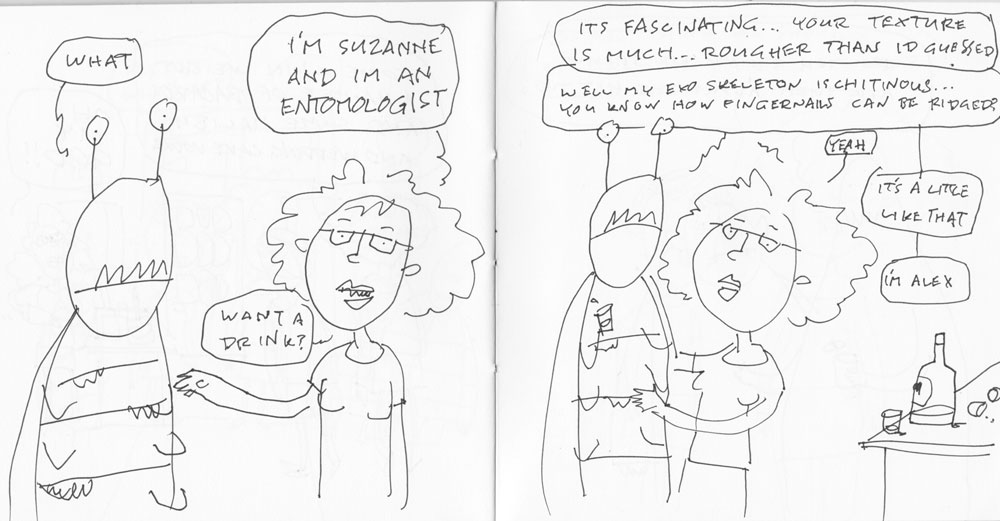 WHAT
I'M SUZANNE
AND IM AN
ENTOMOLOGIST
WANT A
DRINK?
ITS FASCINATING... YOUR TEXTURE
IS MUCH... ROUGHER THAN I'D GUESSED
WELL MY EXO SKELETON IS CHITINOUS...
YOU KNOW HOW FINGERNAILS CAN BE RIDGED?
YEAH
IT'S A LITTLE
LIKE THAT
I'M ALEX